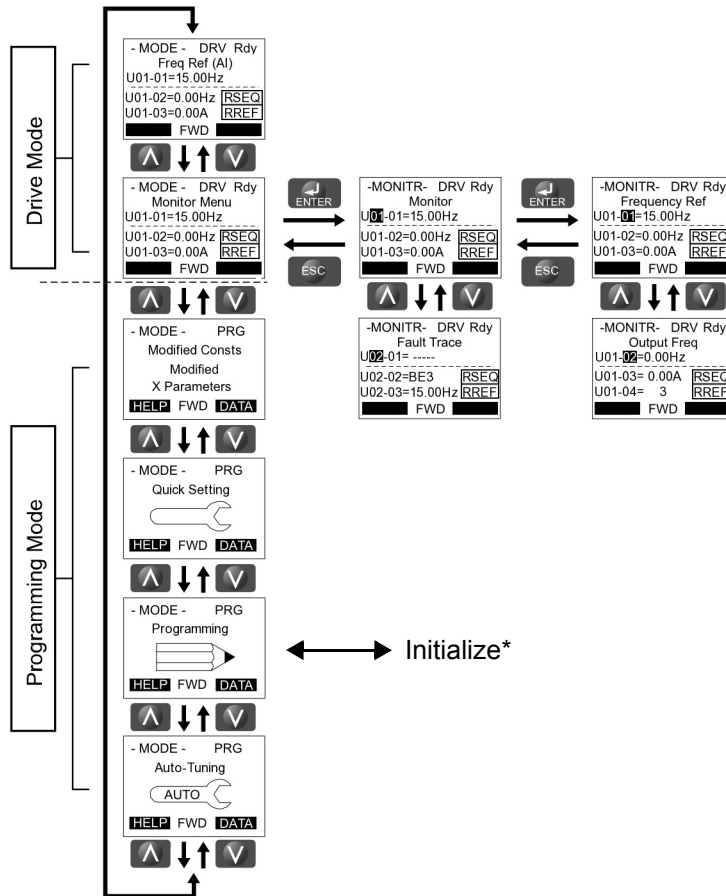 Drive Mode
- MODE - DRV Rdy
Freq Ref (AI)
U01-01=15.00Hz
U01-02=0.00Hz RSEQ
U01-03=0.00A RREF
FWD
- MODE - DRV Rdy
Monitor Menu
U01-01=15.00Hz
U01-02=0.00Hz RSEQ
U01-03=0.00A RREF
FWD
ENTER
ESC
-MONITR- DRV Rdy
Monitor
U01-01=15.00Hz
U01-02=0.00Hz RSEQ
U01-03=0.00A RREF
FWD
ENTER
ESC
-MONITR- DRV Rdy
Frequency Ref
U01-01=15.00Hz
U01-02=0.00Hz RSEQ
U01-03=0.00A RREF
FWD
-MONITR- DRV Rdy
Fault Trace
U02-01= -----
U02-02=BE3 RSEQ
U02-03=15.00Hz RREF
FWD
-MONITR- DRV Rdy
Output Freq
U01-02=0.00Hz
U01-03= 0.00A RSEQ
U01-04= 3 RREF
FWD
Programming Mode
- MODE - PRG
Modified Consts
Modified
X Parameters
HELP FWD DATA
- MODE - PRG
Quick Setting
HELP FWD DATA
- MODE - PRG
Programming
HELP FWD DATA
Initialize*
- MODE - PRG
Auto-Tuning
AUTO
HELP FWD DATA